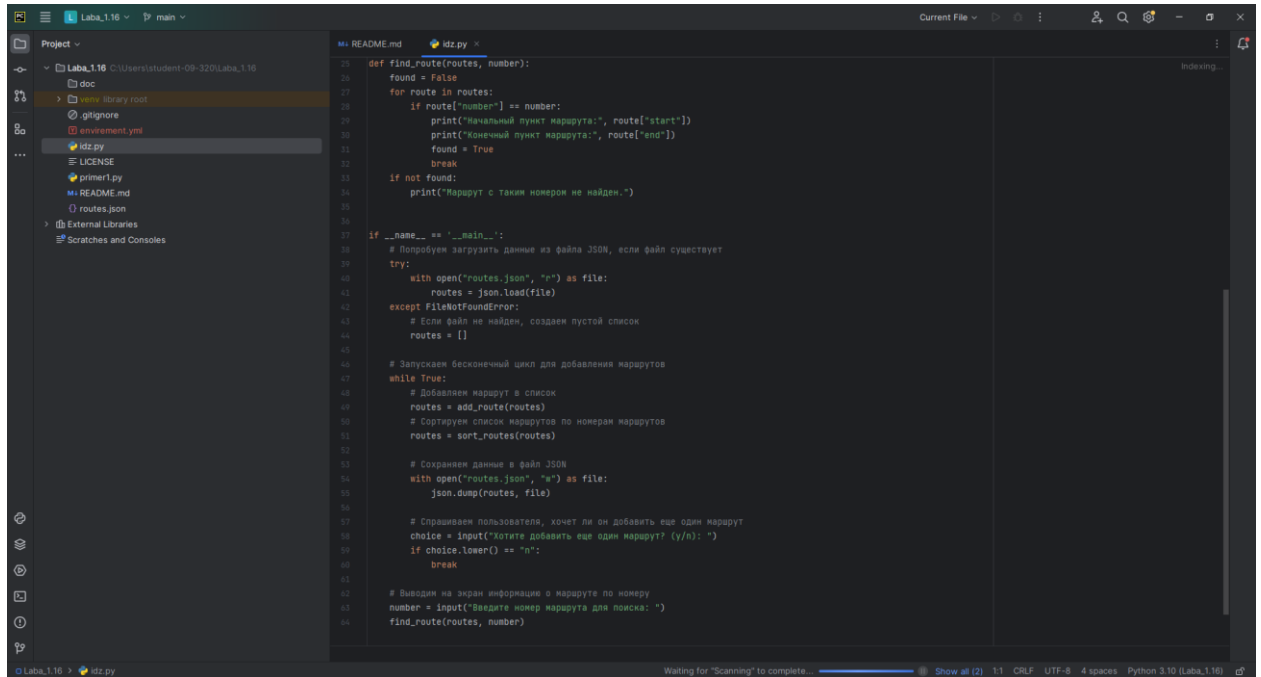 Laba_1.16 main Current File
Project
README.md idz.py
Laba_1.16 C:\Users\student-09-320\Laba_1.16
doc
venv library root
.gitignore
envirement.yml
idz.py
LICENSE
primer1.py
README.md
routes.json
External Libraries
Scratches and Consoles
Indexing...
25 def find_route(routes, number):
26 found = False
27 for route in routes:
28 if route["number"] == number:
29 print("Начальный пункт маршрута:", route["start"])
30 print("Конечный пункт маршрута:", route["end"])
31 found = True
32 break
33 if not found:
34 print("Маршрут с таким номером не найден.")
35
36
37 if __name__ == '__main__':
38 # Попробуем загрузить данные из файла JSON, если файл существует
39 try:
40 with open("routes.json", "r") as file:
41 routes = json.load(file)
42 except FileNotFoundError:
43 # Если файл не найден, создаем пустой список
44 routes = []
45
46 # Запускаем бесконечный цикл для добавления маршрутов
47 while True:
48 # Добавляем маршрут в список
49 routes = add_route(routes)
50 # Сортируем список маршрутов по номерам маршрутов
51 routes = sort_routes(routes)
52
53 # Сохраняем данные в файл JSON
54 with open("routes.json", "w") as file:
55 json.dump(routes, file)
56
57 # Спрашиваем пользователя, хочет ли он добавить еще один маршрут
58 choice = input("Хотите добавить еще один маршрут? (y/n): ")
59 if choice.lower() == "n":
60 break
61
62 # Выводим на экран информацию о маршруте по номеру
63 number = input("Введите номер маршрута для поиска: ")
64 find_route(routes, number)
Laba_1.16 > idz.py Waiting for "Scanning" to complete... Show all (2) 1:1 CRLF UTF-8 4 spaces Python 3.10 (Laba_1.16)